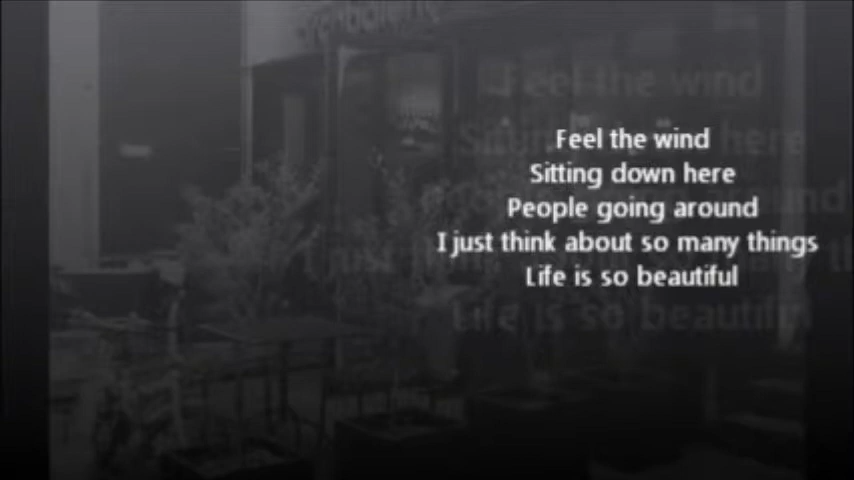 Feel the wind
Sitting down here
People going around
I just think about so many things
Life is so beautiful